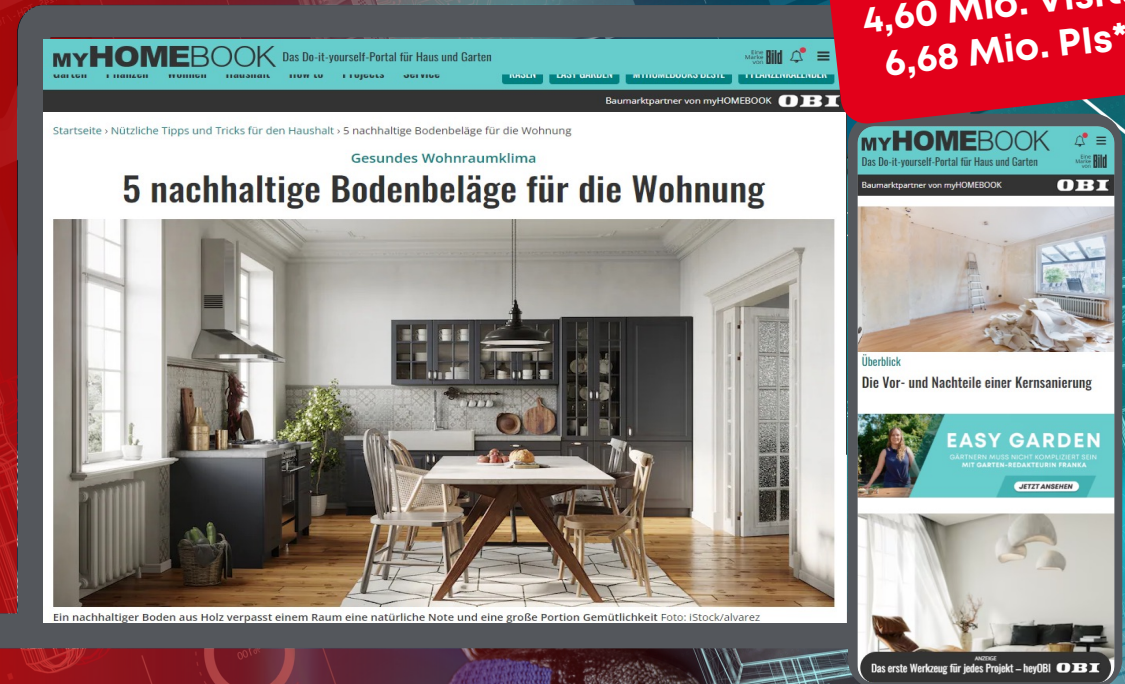 4,60 Mio. Visits
6,68 Mio. PIs*
MYHOMEBOOK Das Do-it-yourself-Portal für Haus und Garten
Eine Marke von Bild
Garten Pflanzen Wohnen Haushalt How to Projects Service RASEN EASY GARDEN MYHOMEBOOKS BESTE PFLANZENKALENDER
Baumarktpartner von myHOMEBOOK OBI
Startseite › Nützliche Tipps und Tricks für den Haushalt › 5 nachhaltige Bodenbeläge für die Wohnung
Gesundes Wohnraumklima
5 nachhaltige Bodenbeläge für die Wohnung
Ein nachhaltiger Boden aus Holz verpasst einem Raum eine natürliche Note und eine große Portion Gemütlichkeit Foto: iStock/alvarez
MYHOMEBOOK
Das Do-it-yourself-Portal für Haus und Garten
Eine Marke von Bild
Baumarktpartner von myHOMEBOOK OBI
Überblick
Die Vor- und Nachteile einer Kernsanierung
EASY GARDEN
GÄRTNERN MUSS NICHT KOMPLIZIERT SEIN
MIT GARTEN-REDAKTEURIN FRANKA
JETZT ANSEHEN
ANZEIGE
Das erste Werkzeug für jedes Projekt – heyOBI OBI